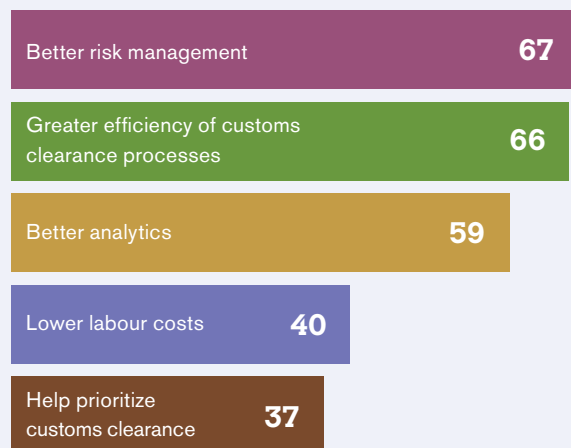 Better risk management 67
Greater efficiency of customs
clearance processes 66
Better analytics 59
Lower labour costs 40
Help prioritize
customs clearance 37